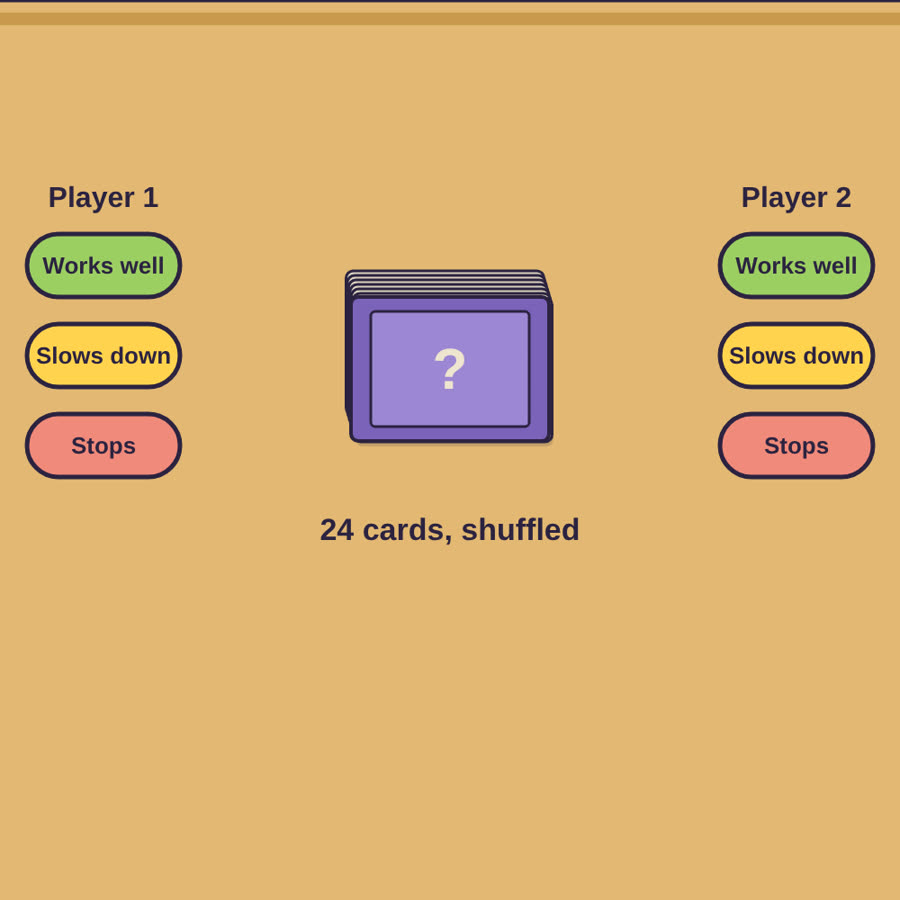 Player 1
Works well
Slows down
Stops
?
24 cards, shuffled
Player 2
Works well
Slows down
Stops